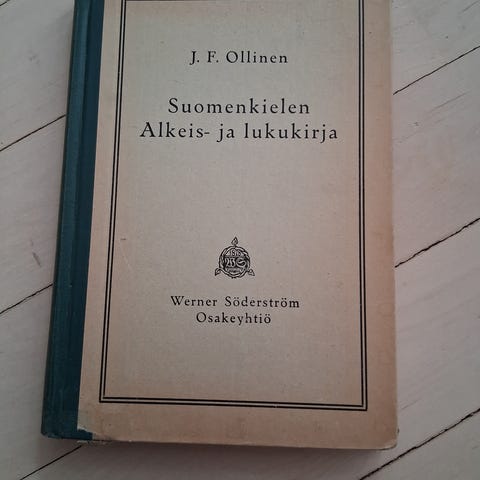 J. F. Ollinen
Suomenkielen
Alkeis- ja lukukirja
Werner Söderström
Osakeyhtiö